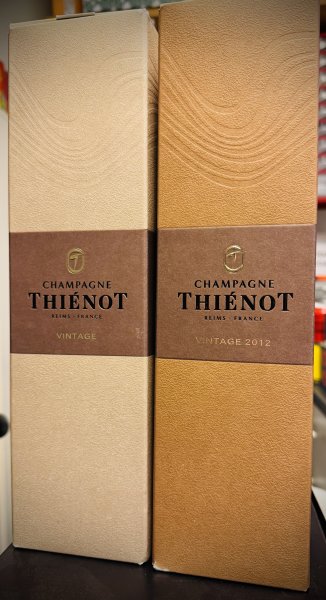 CHAMPAGNE
THIÉNOT
REIMS - FRANCE
VINTAGE
CHAMPAGNE
THIÉNOT
REIMS - FRANCE
VINTAGE 2012